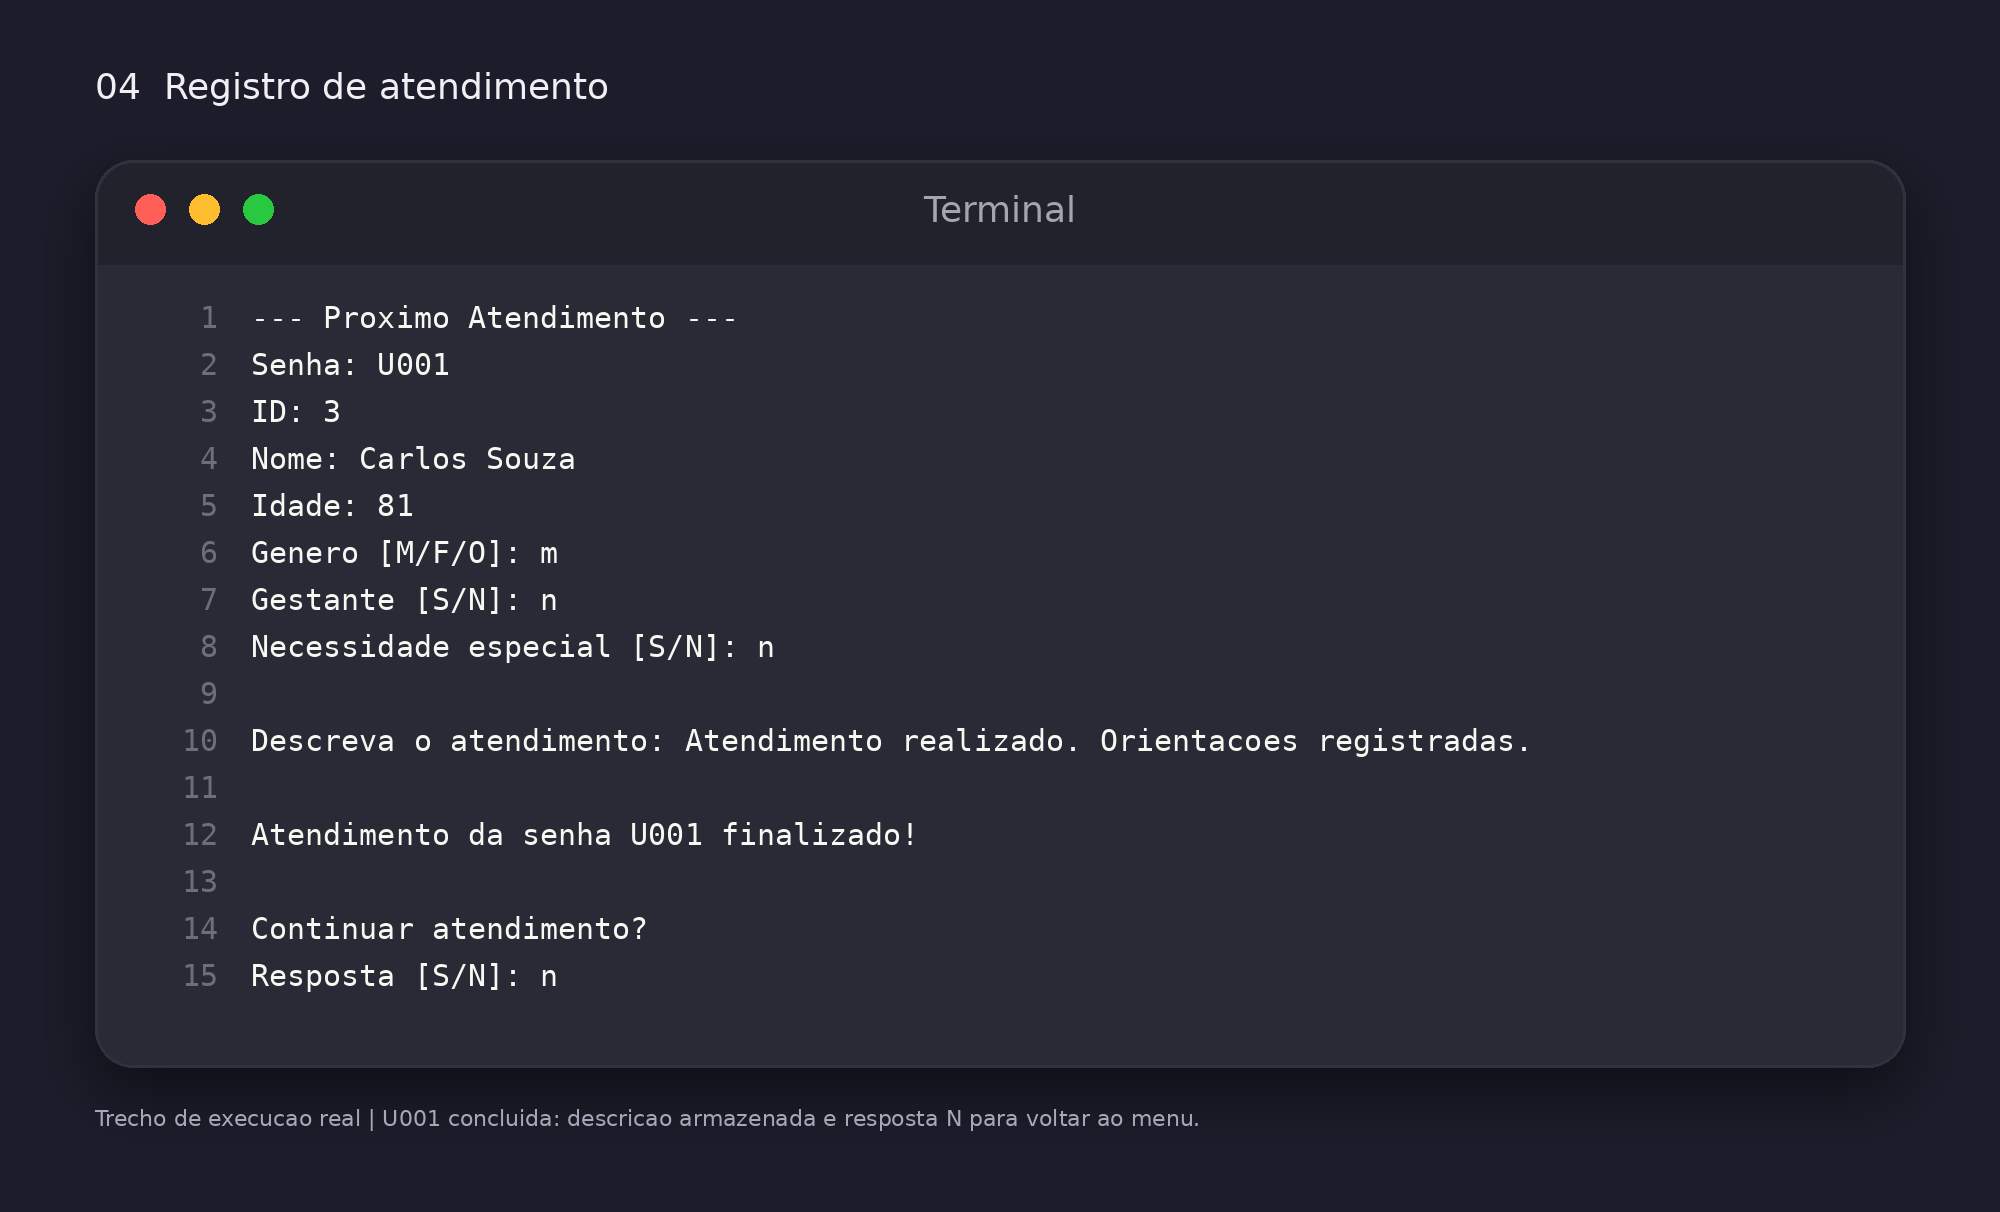 04  Registro de atendimento
Terminal
1 --- Proximo Atendimento ---
2 Senha: U001
3 ID: 3
4 Nome: Carlos Souza
5 Idade: 81
6 Genero [M/F/O]: m
7 Gestante [S/N]: n
8 Necessidade especial [S/N]: n
9
10 Descreva o atendimento: Atendimento realizado. Orientacoes registradas.
11
12 Atendimento da senha U001 finalizado!
13
14 Continuar atendimento?
15 Resposta [S/N]: n
Trecho de execucao real | U001 concluida: descricao armazenada e resposta N para voltar ao menu.